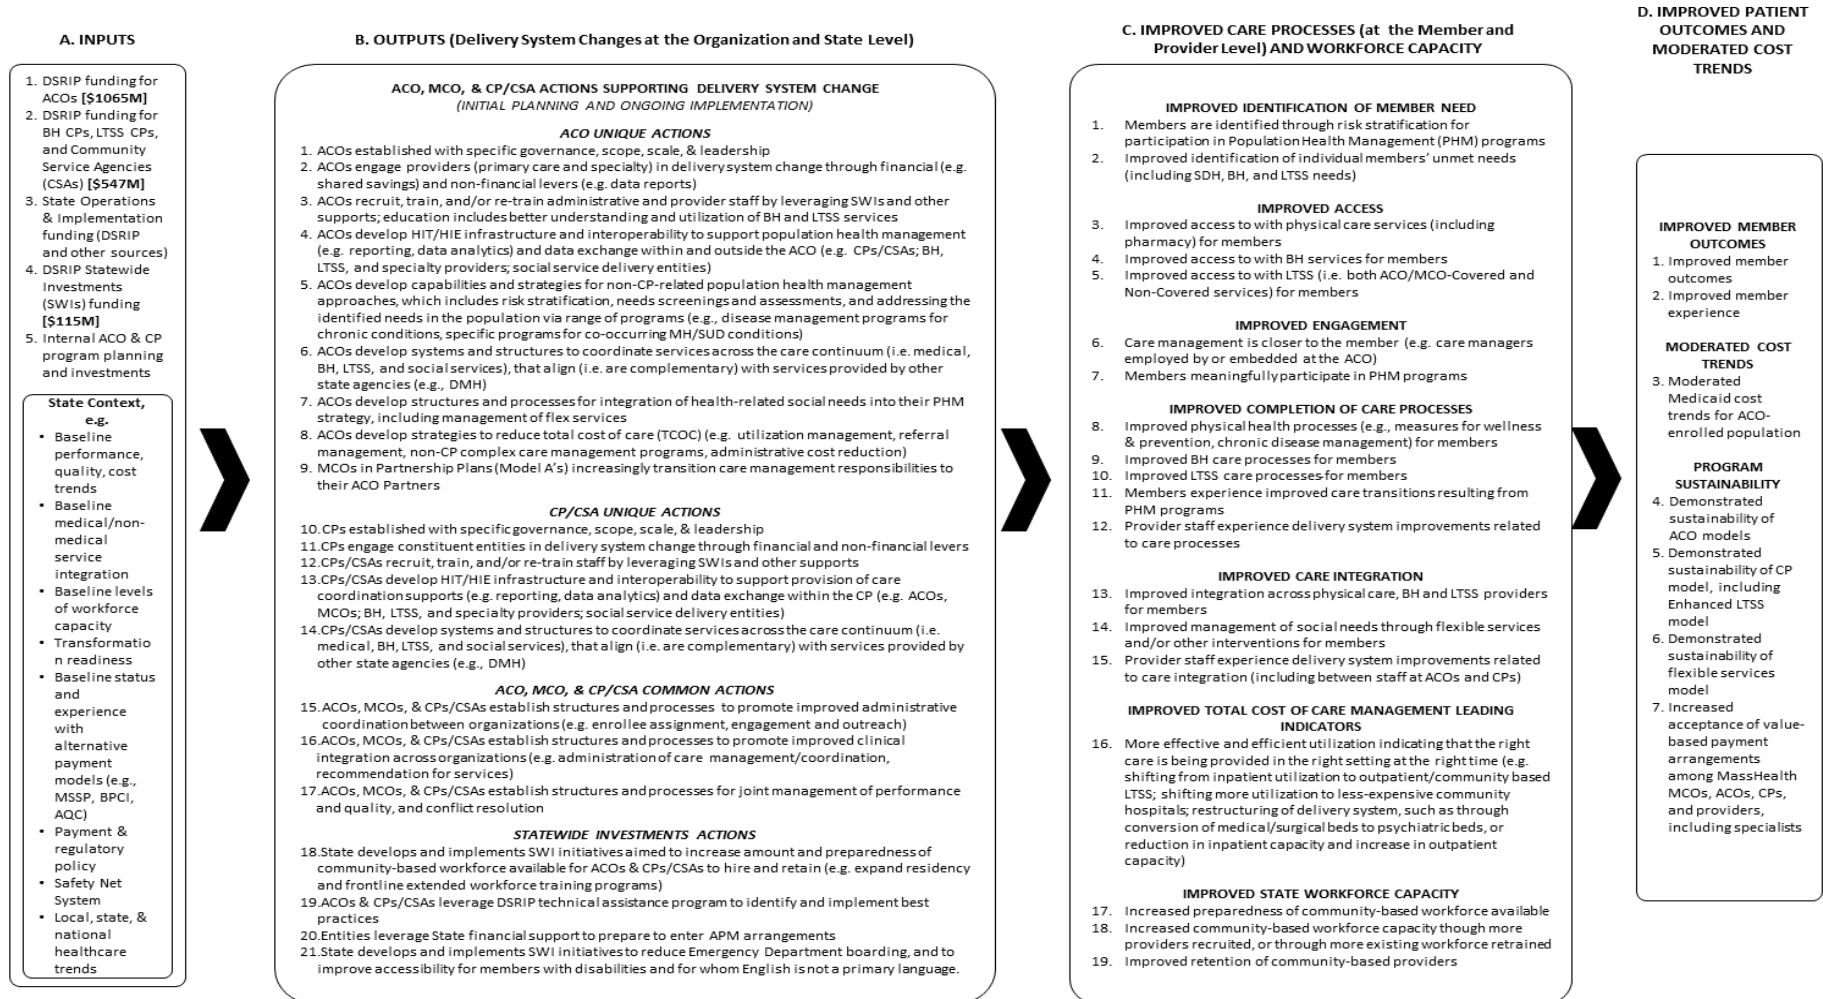 A. INPUTS
1. DSRIP funding for
ACOs [$1065M]
2. DSRIP funding for
BH CPs, LTSS CPs,
and Community
Service Agencies
(CSAs) [$547M]
3. State Operations
& Implementation
funding (DSRIP
and other sources)
4. DSRIP Statewide
Investments
(SWIs) funding
[$115M]
5. Internal ACO & CP
program planning
and investments
State Context,
e.g.
• Baseline
performance,
quality, cost
trends
• Baseline
medical/non-
medical
service
integration
• Baseline levels
of workforce
capacity
• Transformatio
n readiness
• Baseline status
and
experience
with
alternative
payment
models (e.g.,
MSSP, BPCI,
AQC)
• Payment &
regulatory
policy
• Safety Net
System
• Local, state, &
national
healthcare
trends
B. OUTPUTS (Delivery System Changes at the Organization and State Level)
ACO, MCO, & CP/CSA ACTIONS SUPPORTING DELIVERY SYSTEM CHANGE
(INITIAL PLANNING AND ONGOING IMPLEMENTATION)
ACO UNIQUE ACTIONS
1. ACOs established with specific governance, scope, scale, & leadership
2. ACOs engage providers (primary care and specialty) in delivery system change through financial (e.g.
shared savings) and non-financial levers (e.g. data reports)
3. ACOs recruit, train, and/or re-train administrative and provider staff by leveraging SWIs and other
supports; education includes better understanding and utilization of BH and LTSS services
4. ACOs develop HIT/HIE infrastructure and interoperability to support population health management
(e.g. reporting, data analytics) and data exchange within and outside the ACO (e.g. CPs/CSAs; BH,
LTSS, and specialty providers; social service delivery entities)
5. ACOs develop capabilities and strategies for non-CP-related population health management
approaches, which includes risk stratification, needs screenings and assessments, and addressing the
identified needs in the population via range of programs (e.g., disease management programs for
chronic conditions, specific programs for co-occurring MH/SUD conditions)
6. ACOs develop systems and structures to coordinate services across the care continuum (i.e. medical,
BH, LTSS, and social services), that align (i.e. are complementary) with services provided by other
state agencies (e.g., DMH)
7. ACOs develop structures and processes for integration of health-related social needs into their PHM
strategy, including management of flex services
8. ACOs develop strategies to reduce total cost of care (TCOC) (e.g. utilization management, referral
management, non-CP complex care management programs, administrative cost reduction)
9. MCOs in Partnership Plans (Model A's) increasingly transition care management responsibilities to
their ACO Partners
CP/CSA UNIQUE ACTIONS
10.CPs established with specific governance, scope, scale, & leadership
11.CPs engage constituent entities in delivery system change through financial and non-financial levers
12.CPs/CSAs recruit, train, and/or re-train staff by leveraging SWIs and other supports
13.CPs/CSAs develop HIT/HIE infrastructure and interoperability to support provision of care
coordination supports (e.g. reporting, data analytics) and data exchange within the CP (e.g. ACOs,
MCOs; BH, LTSS, and specialty providers; social service delivery entities)
14.CPs/CSAs develop systems and structures to coordinate services across the care continuum (i.e.
medical, BH, LTSS, and social services), that align (i.e. are complementary) with services provided by
other state agencies (e.g., DMH)
ACO, MCO, & CP/CSA COMMON ACTIONS
15.ACOs, MCOs, & CPs/CSAs establish structures and processes to promote improved administrative
coordination between organizations (e.g. enrollee assignment, engagement and outreach)
16.ACOs, MCOs, & CPs/CSAs establish structures and processes to promote improved clinical
integration across organizations (e.g. administration of care management/coordination,
recommendation for services)
17.ACOs, MCOs, & CPs/CSAs establish structures and processes for joint management of performance
and quality, and conflict resolution
STATEWIDE INVESTMENTS ACTIONS
18.State develops and implements SWI initiatives aimed to increase amount and preparedness of
community-based workforce available for ACOs & CPs/CSAs to hire and retain (e.g. expand residency
and frontline extended workforce training programs)
19.ACOs & CPs/CSAs leverage DSRIP technical assistance program to identify and implement best
practices
20.Entities leverage State financial support to prepare to enter APM arrangements
21.State develops and implements SWI initiatives to reduce Emergency Department boarding, and to
improve accessibility for members with disabilities and for whom English is not a primary language.
C. IMPROVED CARE PROCESSES (at the Member and
Provider Level) AND WORKFORCE CAPACITY
IMPROVED IDENTIFICATION OF MEMBER NEED
1. Members are identified through risk stratification for
participation in Population Health Management (PHM) programs
2. Improved identification of individual members' unmet needs
(including SDH, BH, and LTSS needs)
IMPROVED ACCESS
3. Improved access to with physical care services (including
pharmacy) for members
4. Improved access to with BH services for members
5. Improved access to with LTSS (i.e. both ACO/MCO-Covered and
Non-Covered services) for members
IMPROVED ENGAGEMENT
6. Care management is closer to the member (e.g. care managers
employed by or embedded at the ACO)
7. Members meaningfully participate in PHM programs
IMPROVED COMPLETION OF CARE PROCESSES
8. Improved physical health processes (e.g., measures for wellness
& prevention, chronic disease management) for members
9. Improved BH care processes for members
10. Improved LTSS care processes for members
11. Members experience improved care transitions resulting from
PHM programs
12. Provider staff experience delivery system improvements related
to care processes
IMPROVED CARE INTEGRATION
13. Improved integration across physical care, BH and LTSS providers
for members
14. Improved management of social needs through flexible services
and/or other interventions for members
15. Provider staff experience delivery system improvements related
to care integration (including between staff at ACOs and CPs)
IMPROVED TOTAL COST OF CARE MANAGEMENT LEADING
INDICATORS
16. More effective and efficient utilization indicating that the right
care is being provided in the right setting at the right time (e.g.
shifting from inpatient utilization to outpatient/community based
LTSS; shifting more utilization to less-expensive community
hospitals; restructuring of delivery system, such as through
conversion of medical/surgical beds to psychiatric beds, or
reduction in inpatient capacity and increase in outpatient
capacity)
IMPROVED STATE WORKFORCE CAPACITY
17. Increased preparedness of community-based workforce available
18. Increased community-based workforce capacity though more
providers recruited, or through more existing workforce retrained
19. Improved retention of community-based providers
D. IMPROVED PATIENT
OUTCOMES AND
MODERATED COST
TRENDS
IMPROVED MEMBER
OUTCOMES
1. Improved member
outcomes
2. Improved member
experience
MODERATED COST
TRENDS
3. Moderated
Medicaid cost
trends for ACO-
enrolled population
PROGRAM
SUSTAINABILITY
4. Demonstrated
sustainability of
ACO models
5. Demonstrated
sustainability of CP
model, including
Enhanced LTSS
model
6. Demonstrated
sustainability of
flexible services
model
7. Increased
acceptance of value-
based payment
arrangements
among MassHealth
MCOs, ACOs, CPs,
and providers,
including specialists